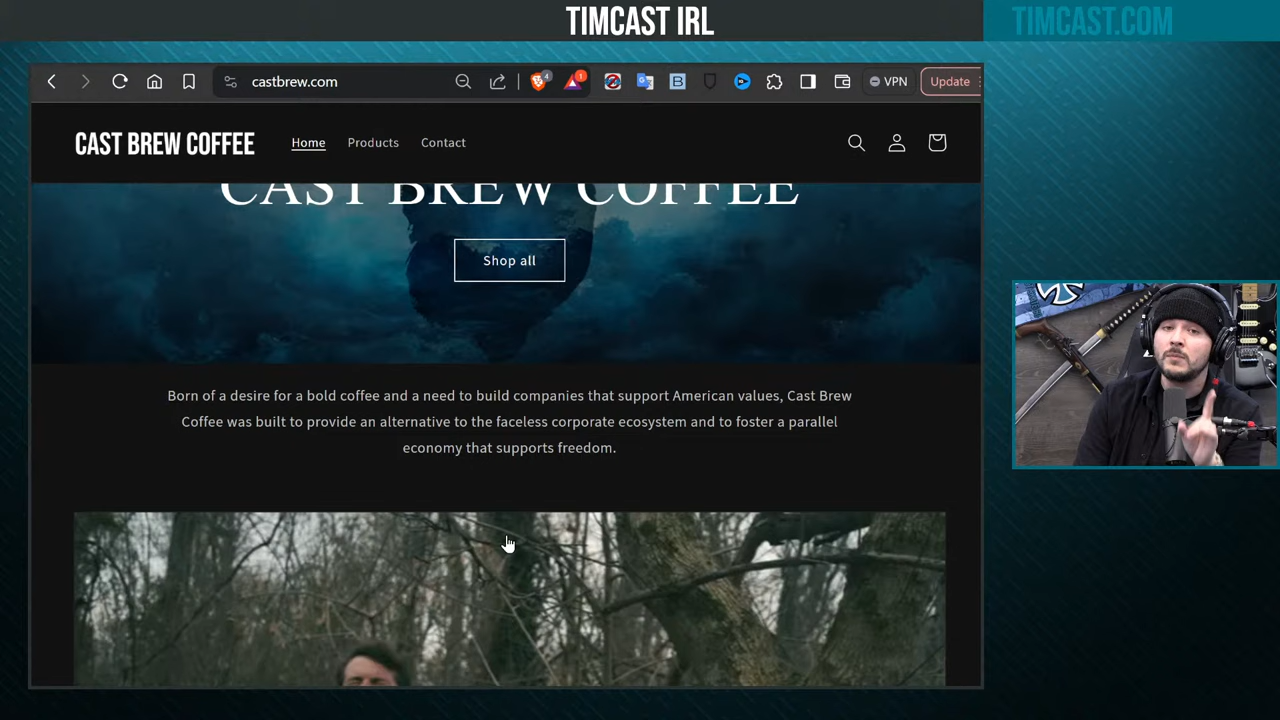 TIMCAST IRL
TIMCAST.COM
castbrew.com
4
1
VPN
Update
CAST BREW COFFEE
Home
Products
Contact
CAST BREW COFFEE
Shop all
Born of a desire for a bold coffee and a need to build companies that support American values, Cast Brew
Coffee was built to provide an alternative to the faceless corporate ecosystem and to foster a parallel
economy that supports freedom.